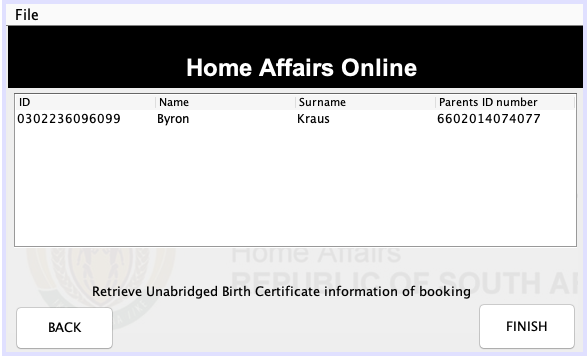 File
Home Affairs Online
ID Name Surname Parents ID number
0302236096099 Byron Kraus 6602014074077
Home Affairs
REPUBLIC OF SOUTH AF
Retrieve Unabridged Birth Certificate information of booking
BACK FINISH